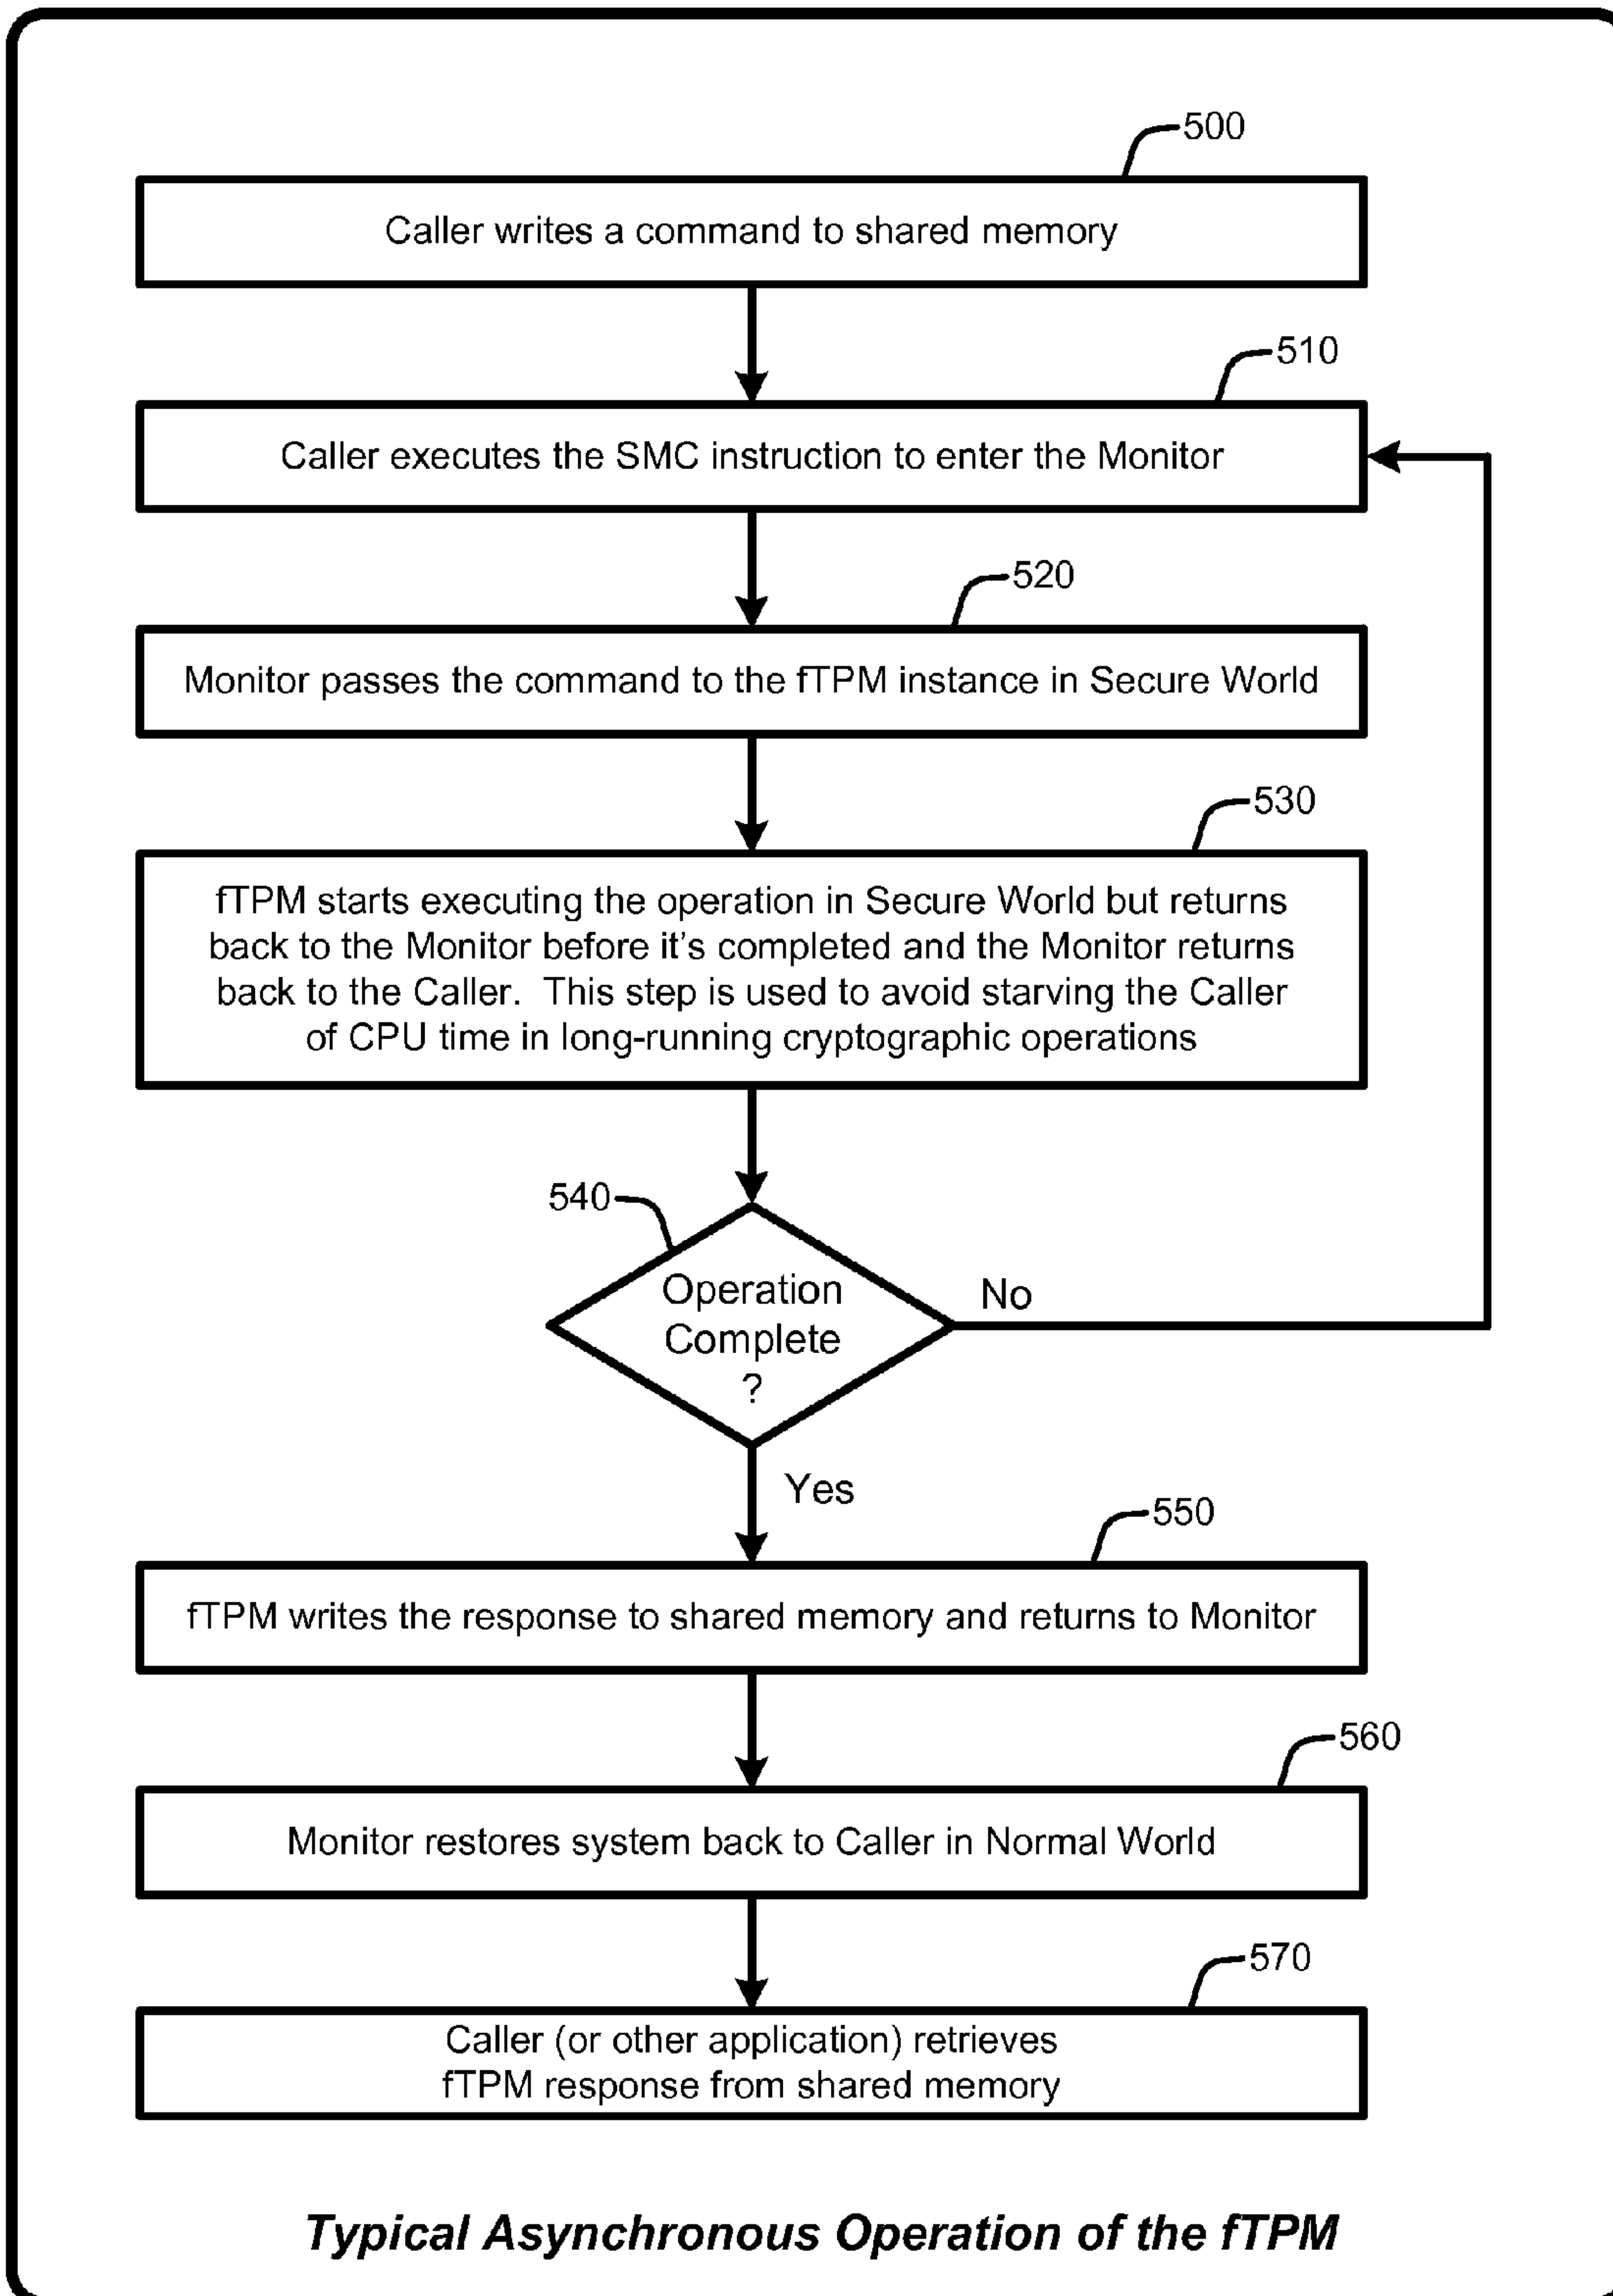 500
Caller writes a command to shared memory
510
Caller executes the SMC instruction to enter the Monitor
520
Monitor passes the command to the fTPM instance in Secure World
530
fTPM starts executing the operation in Secure World but returns
back to the Monitor before it's completed and the Monitor returns
back to the Caller.  This step is used to avoid starving the Caller
of CPU time in long-running cryptographic operations
540
Operation
Complete
?
No
Yes
550
fTPM writes the response to shared memory and returns to Monitor
560
Monitor restores system back to Caller in Normal World
570
Caller (or other application) retrieves
fTPM response from shared memory
Typical Asynchronous Operation of the fTPM